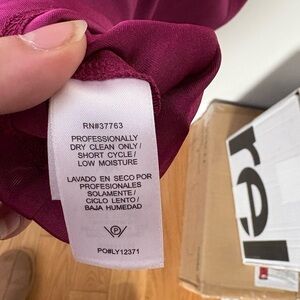 RN#37763
PROFESSIONALLY
DRY CLEAN ONLY/
SHORT CYCLE/
LOW MOISTURE
LAVADO EN SECO POR
PROFESIONALES
SOLAMENTE/
CICLO LENTO/
BAJA HUMEDAD
P
PO#LY12371
rel